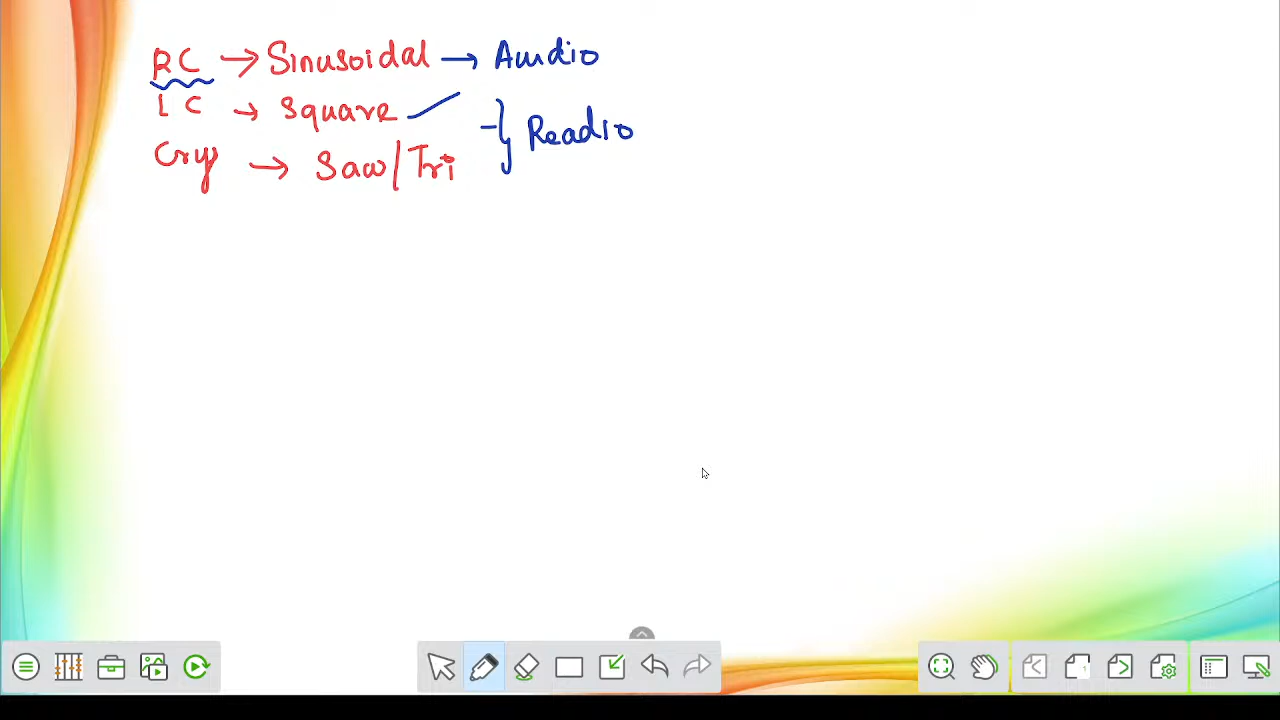 RC → Sinusoidal → Audio
LC → Square
} Readio
Cry → Saw/Tri